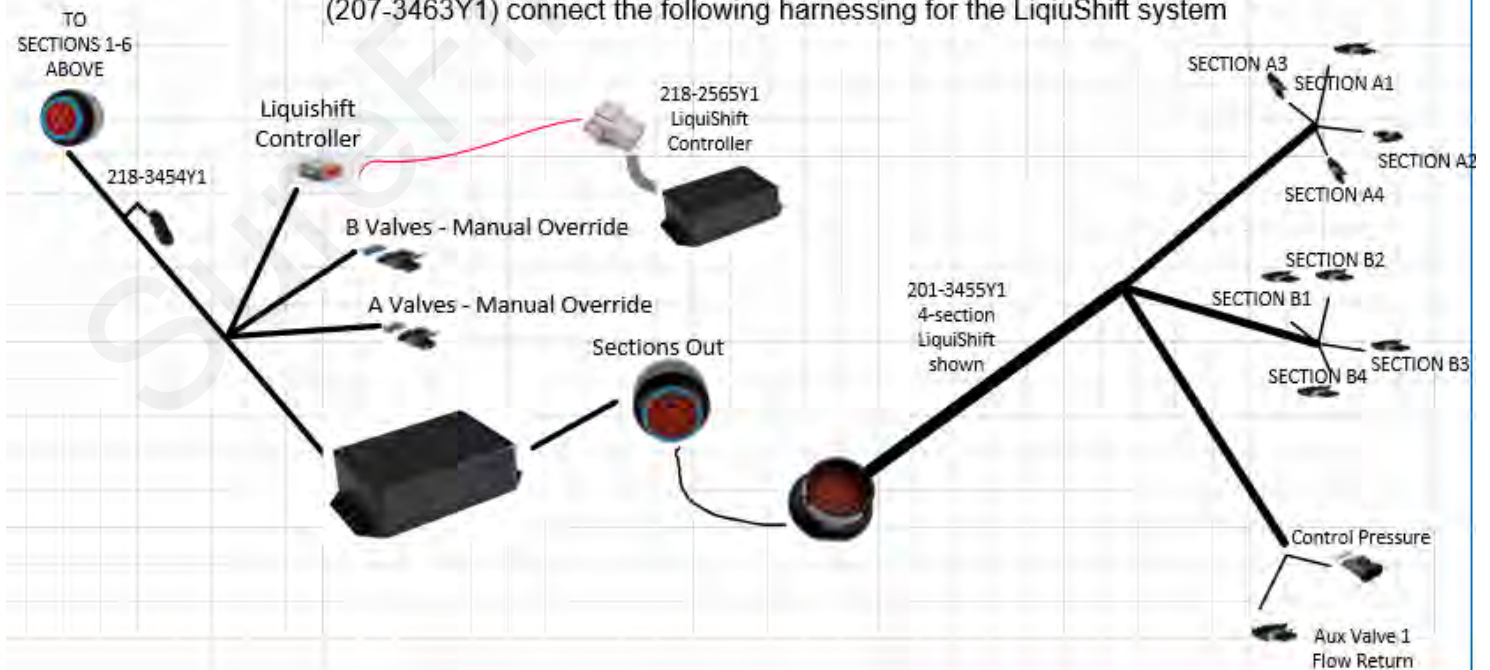 (207-3463Y1) connect the following harnessing for the LiqiuShift system
TO
SECTIONS 1-6
ABOVE
218-3454Y1
Liquishift
Controller
218-2565Y1
LiquiShift
Controller
B Valves - Manual Override
A Valves - Manual Override
Sections Out
201-3455Y1
4-section
LiquiShift
shown
SECTION A3
SECTION A1
SECTION A2
SECTION A4
SECTION B2
SECTION B1
SECTION B3
SECTION B4
Control Pressure
Aux Valve 1
Flow Return